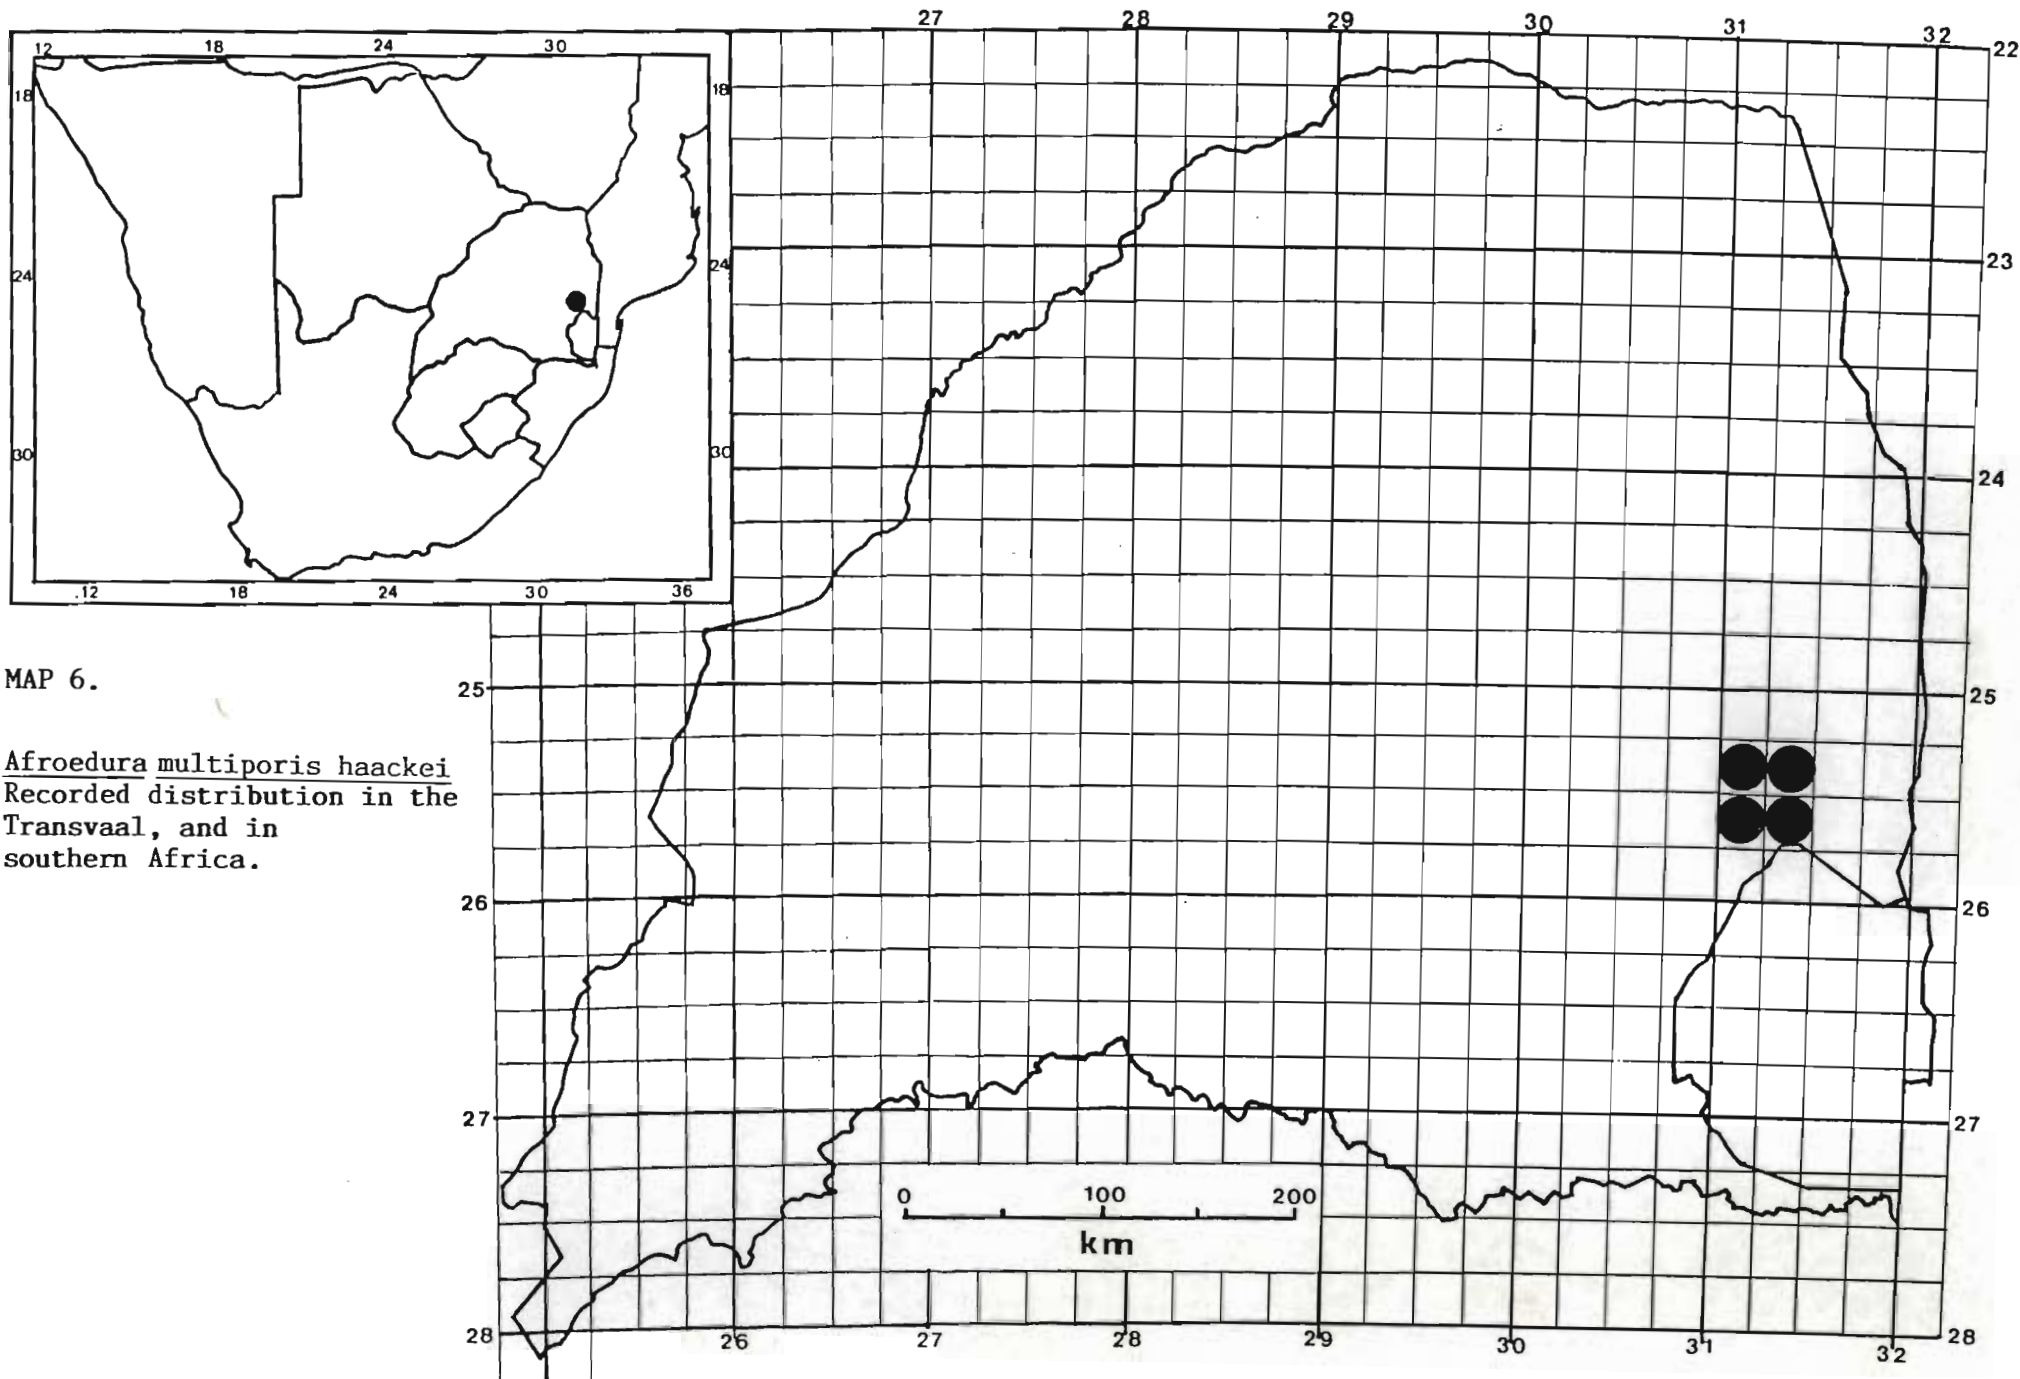 27 28 29 30 31 32
22
12 18 24 30
18 18
24 24
30 30
.12 18 24 30 36
23
24
MAP 6.
25 25
Afroedura multiporis haackei
Recorded distribution in the
Transvaal, and in
southern Africa.
26 26
27 27
0 100 200
km
28 28
26 27 28 29 30 31 32